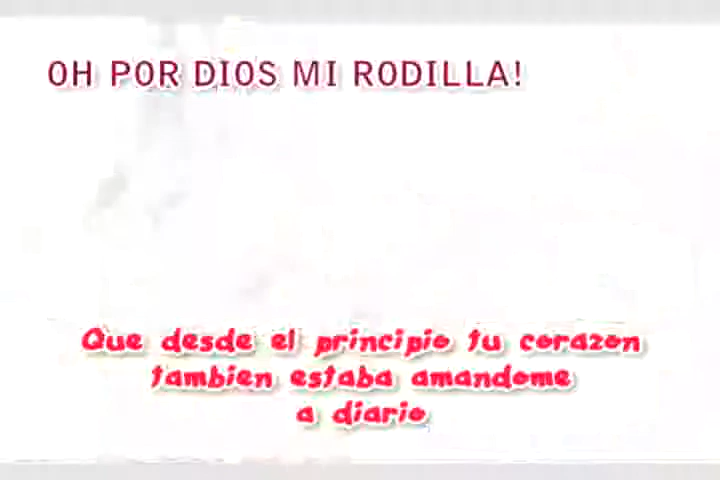 OH POR DIOS MI RODILLA!
Que desde el principio tu corazon
tambien estaba amandome
a diario